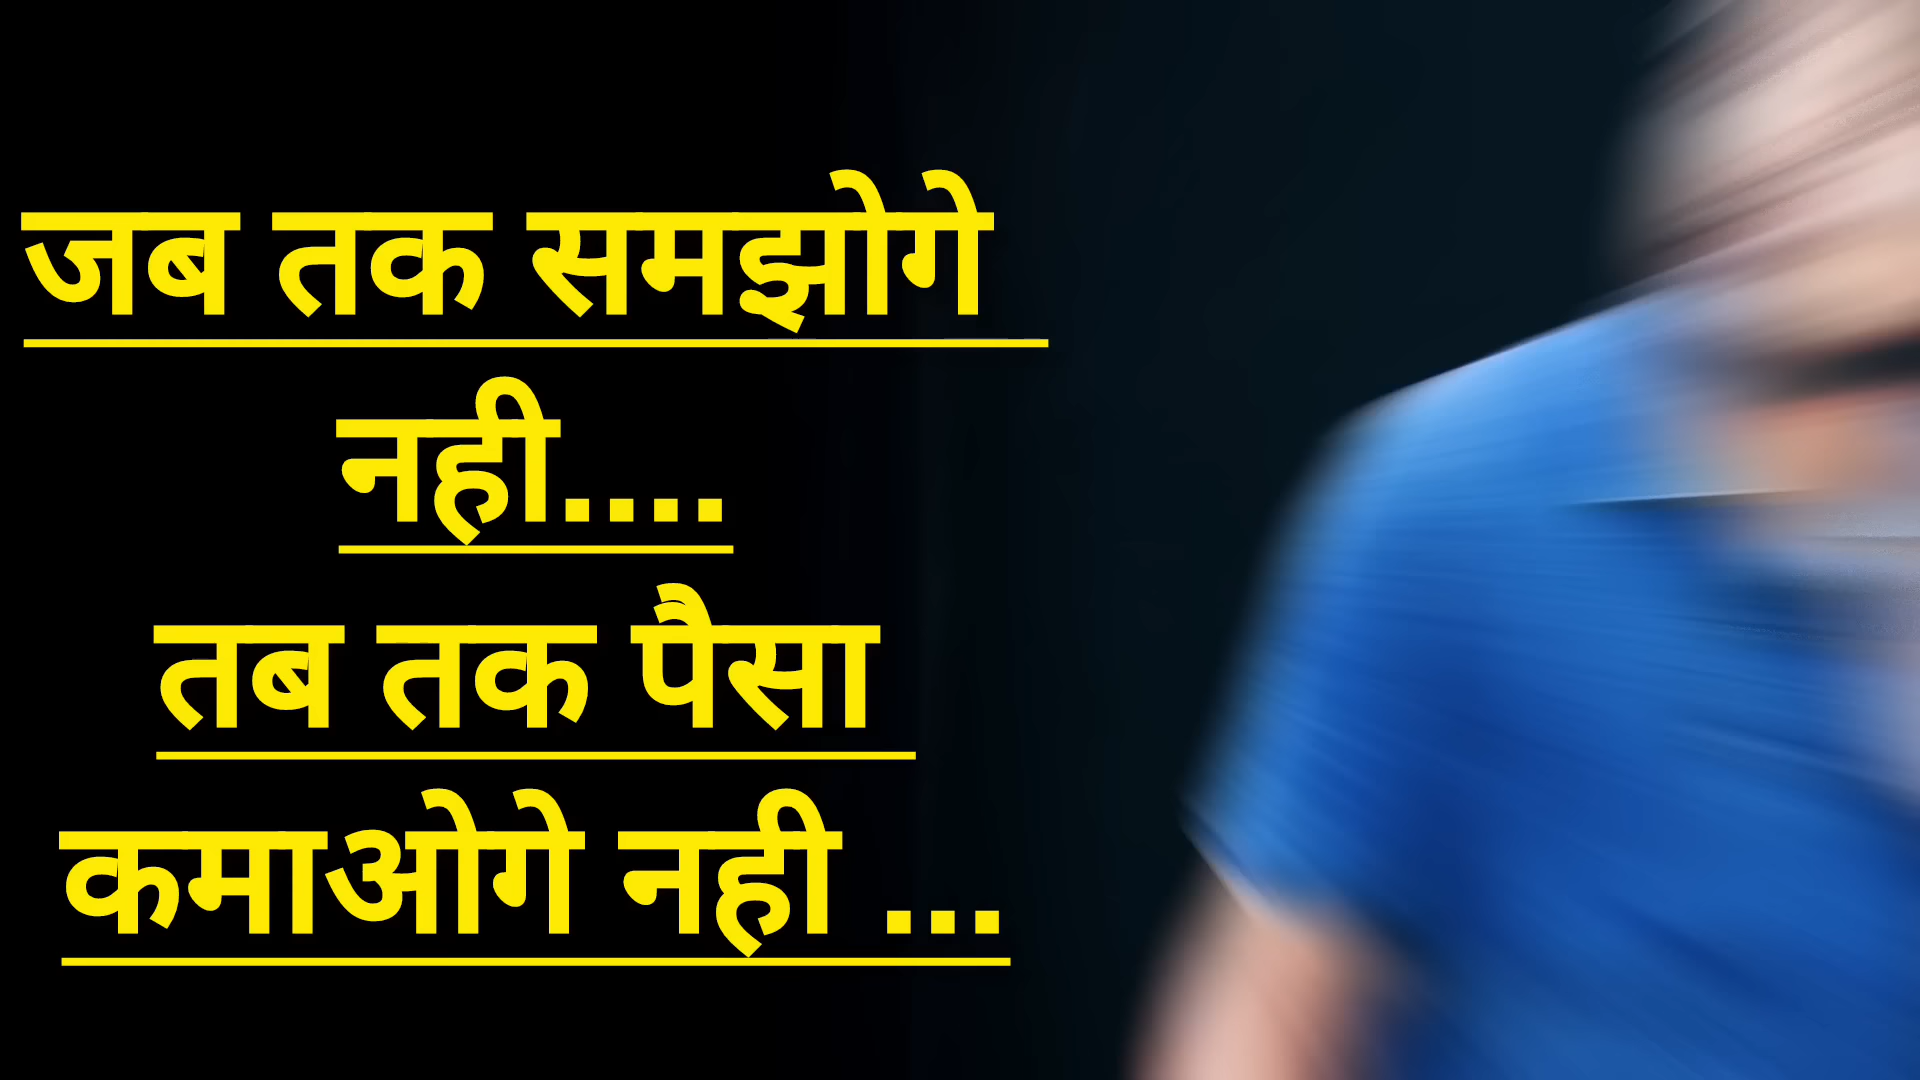 जब तक समझोगे
नही....
तब तक पैसा
कमाओगे नही ...